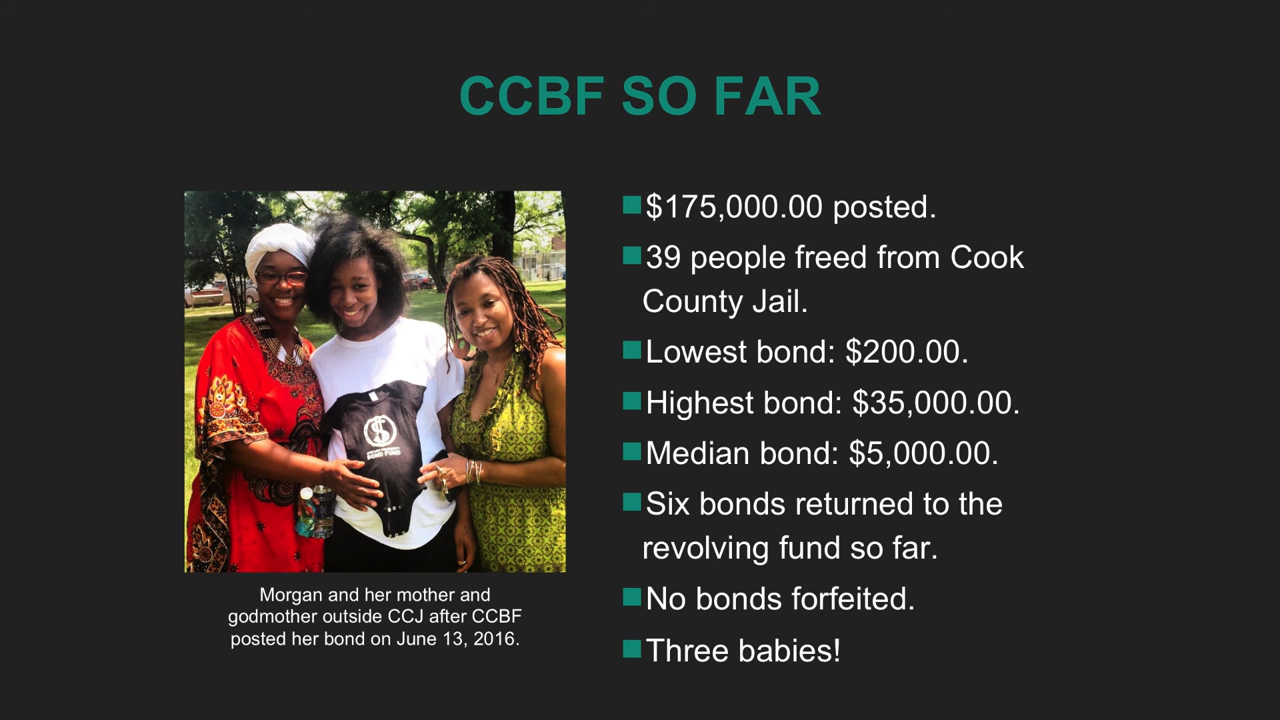 CCBF SO FAR
$175,000.00 posted.
39 people freed from Cook
County Jail.
Lowest bond: $200.00.
Highest bond: $35,000.00.
Median bond: $5,000.00.
Six bonds returned to the
revolving fund so far.
No bonds forfeited.
Three babies!
BOND FUND
Morgan and her mother and
godmother outside CCJ after CCBF
posted her bond on June 13, 2016.